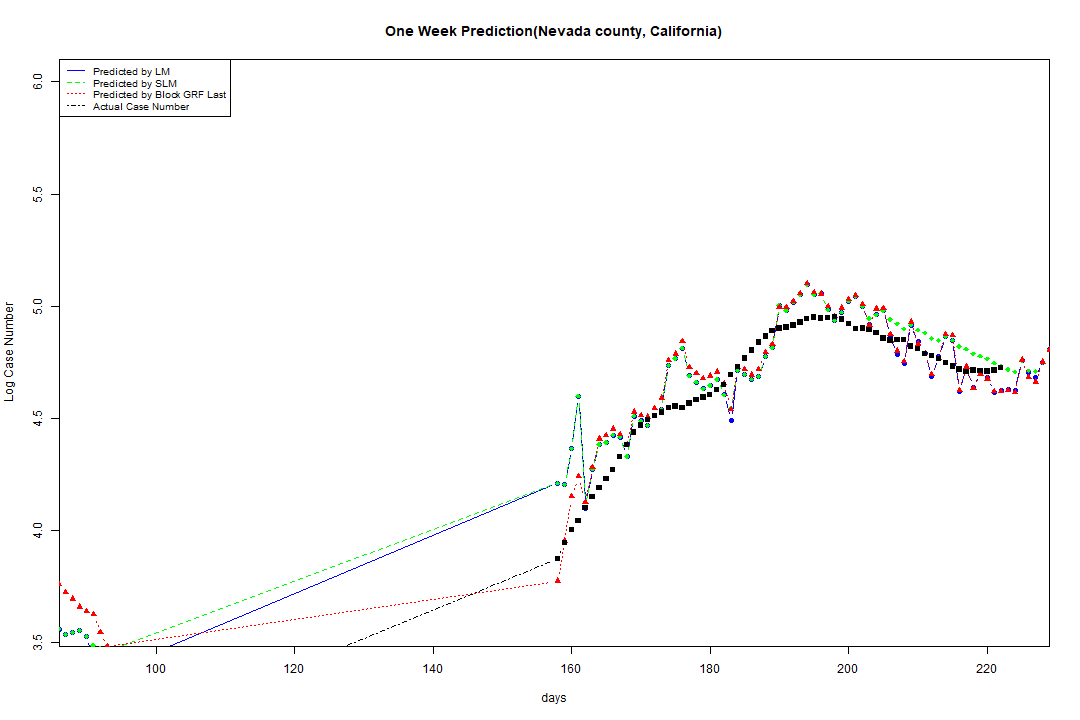 One Week Prediction(Nevada county, California)
Predicted by LM
Predicted by SLM
Predicted by Block GRF Last
Actual Case Number
6.0
5.5
5.0
4.5
4.0
3.5
Log Case Number
100 120 140 160 180 200 220
days